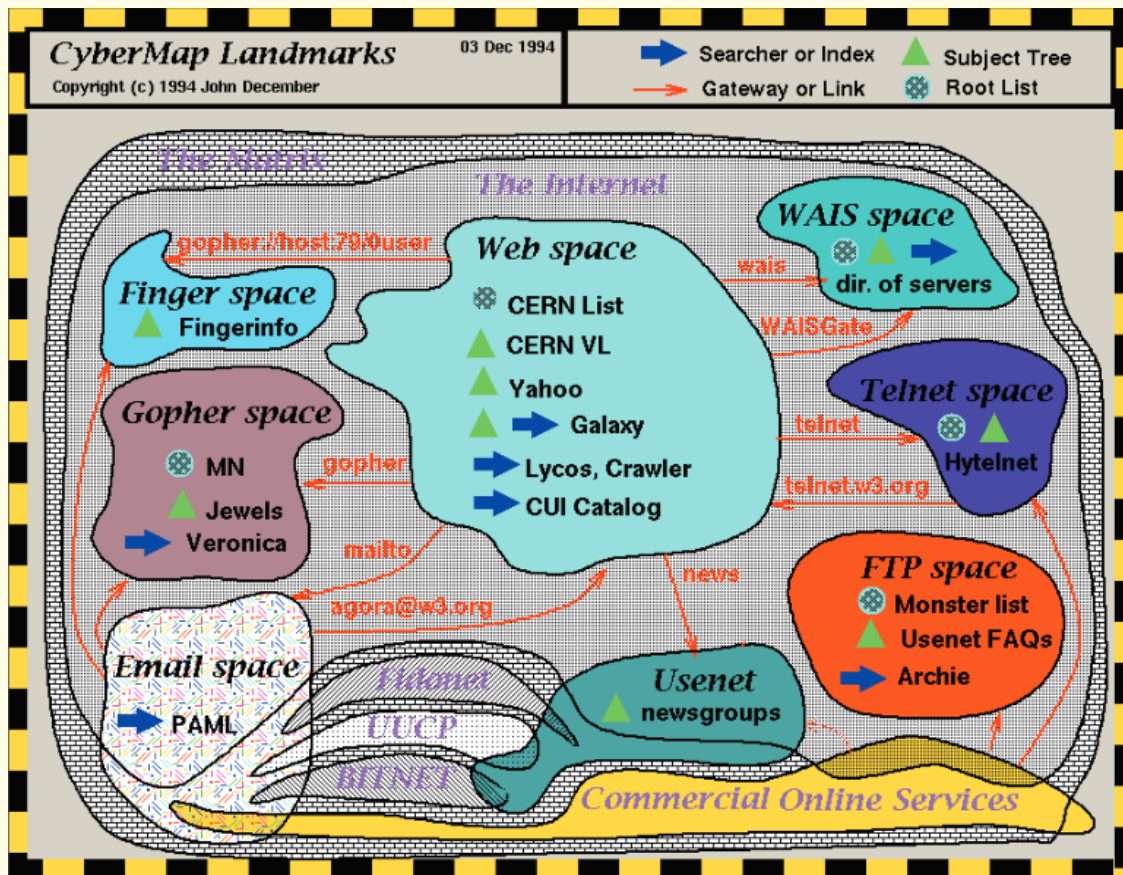 CyberMap Landmarks
03 Dec 1994
Copyright (c) 1994 John December
Searcher or Index
Subject Tree
Gateway or Link
Root List
The Matrix
The Internet
gopher://host:79/0user
Finger space
Fingerinfo
Web space
CERN List
CERN VL
Yahoo
Galaxy
Lycos, Crawler
CUI Catalog
wais
WAISGate
WAIS space
dir. of servers
Gopher space
MN
Jewels
Veronica
gopher
telnet
telnet.w3.org
Telnet space
Hytelnet
mailto
agora@w3.org
news
FTP space
Monster list
Usenet FAQs
Archie
Email space
PAML
Fidonet
UUCP
BITNET
Usenet
newsgroups
Commercial Online Services